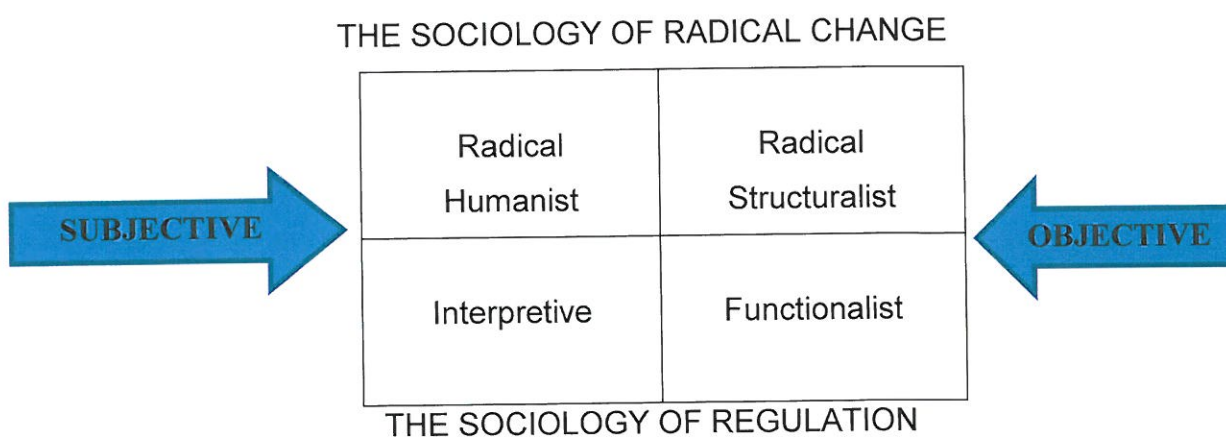 THE SOCIOLOGY OF RADICAL CHANGE
Radical
Humanist
Radical
Structuralist
SUBJECTIVE
OBJECTIVE
Interpretive
Functionalist
THE SOCIOLOGY OF REGULATION